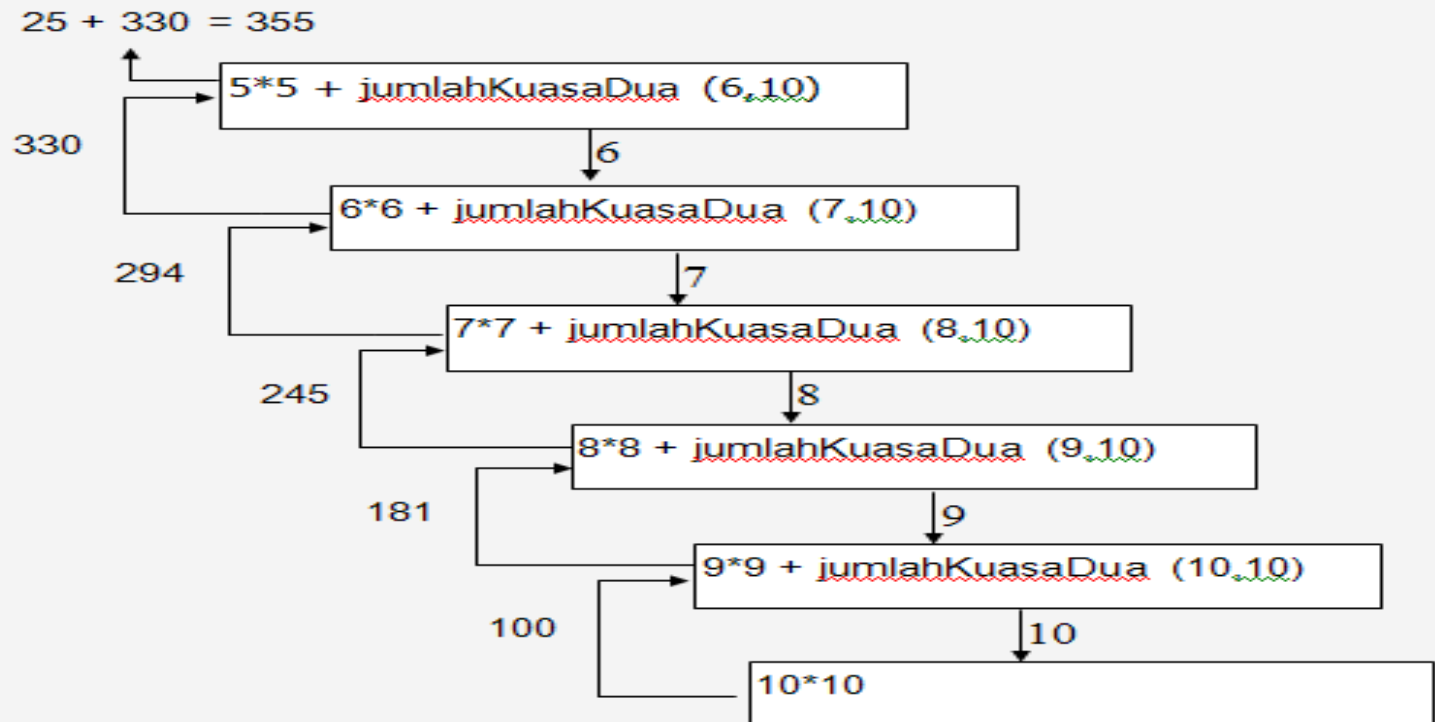 25 + 330 = 355
5*5 + jumlahKuasaDua (6,10)
330
6
6*6 + jumlahKuasaDua (7,10)
294
7
7*7 + jumlahKuasaDua (8,10)
245
8
8*8 + jumlahKuasaDua (9,10)
181
9
9*9 + jumlahKuasaDua (10,10)
100
10
10*10